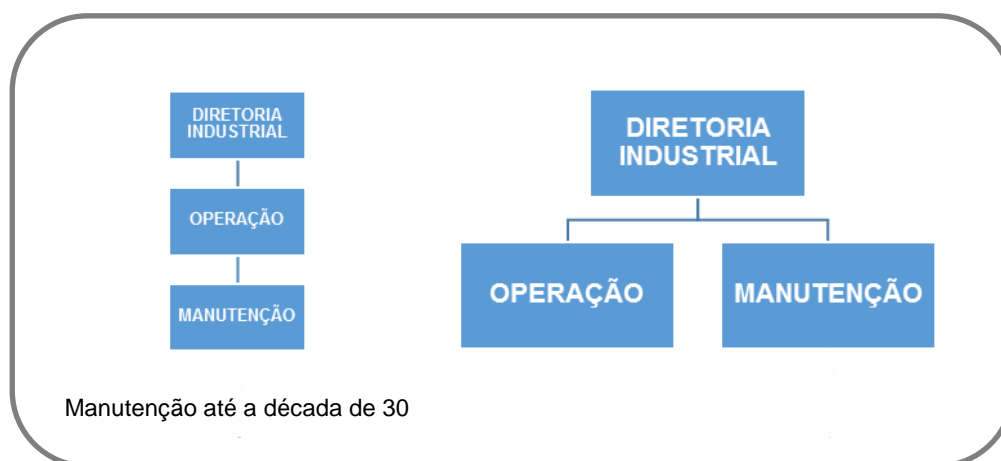 DIRETORIA
INDUSTRIAL
OPERAÇÃO
MANUTENÇÃO
DIRETORIA
INDUSTRIAL
OPERAÇÃO
MANUTENÇÃO
Manutenção até a década de 30